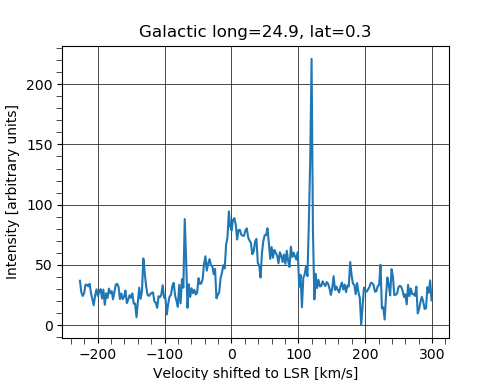 Galactic long=24.9, lat=0.3
200
150
100
50
0
Intensity [arbitrary units]
−200 −100 0 100 200 300
Velocity shifted to LSR [km/s]